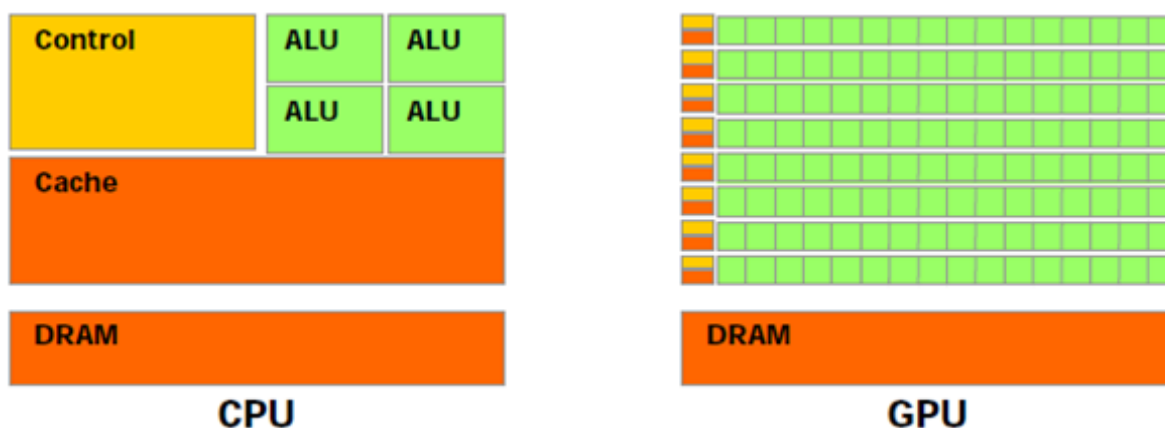 Control
ALU ALU
ALU ALU
Cache
DRAM
CPU
DRAM
GPU